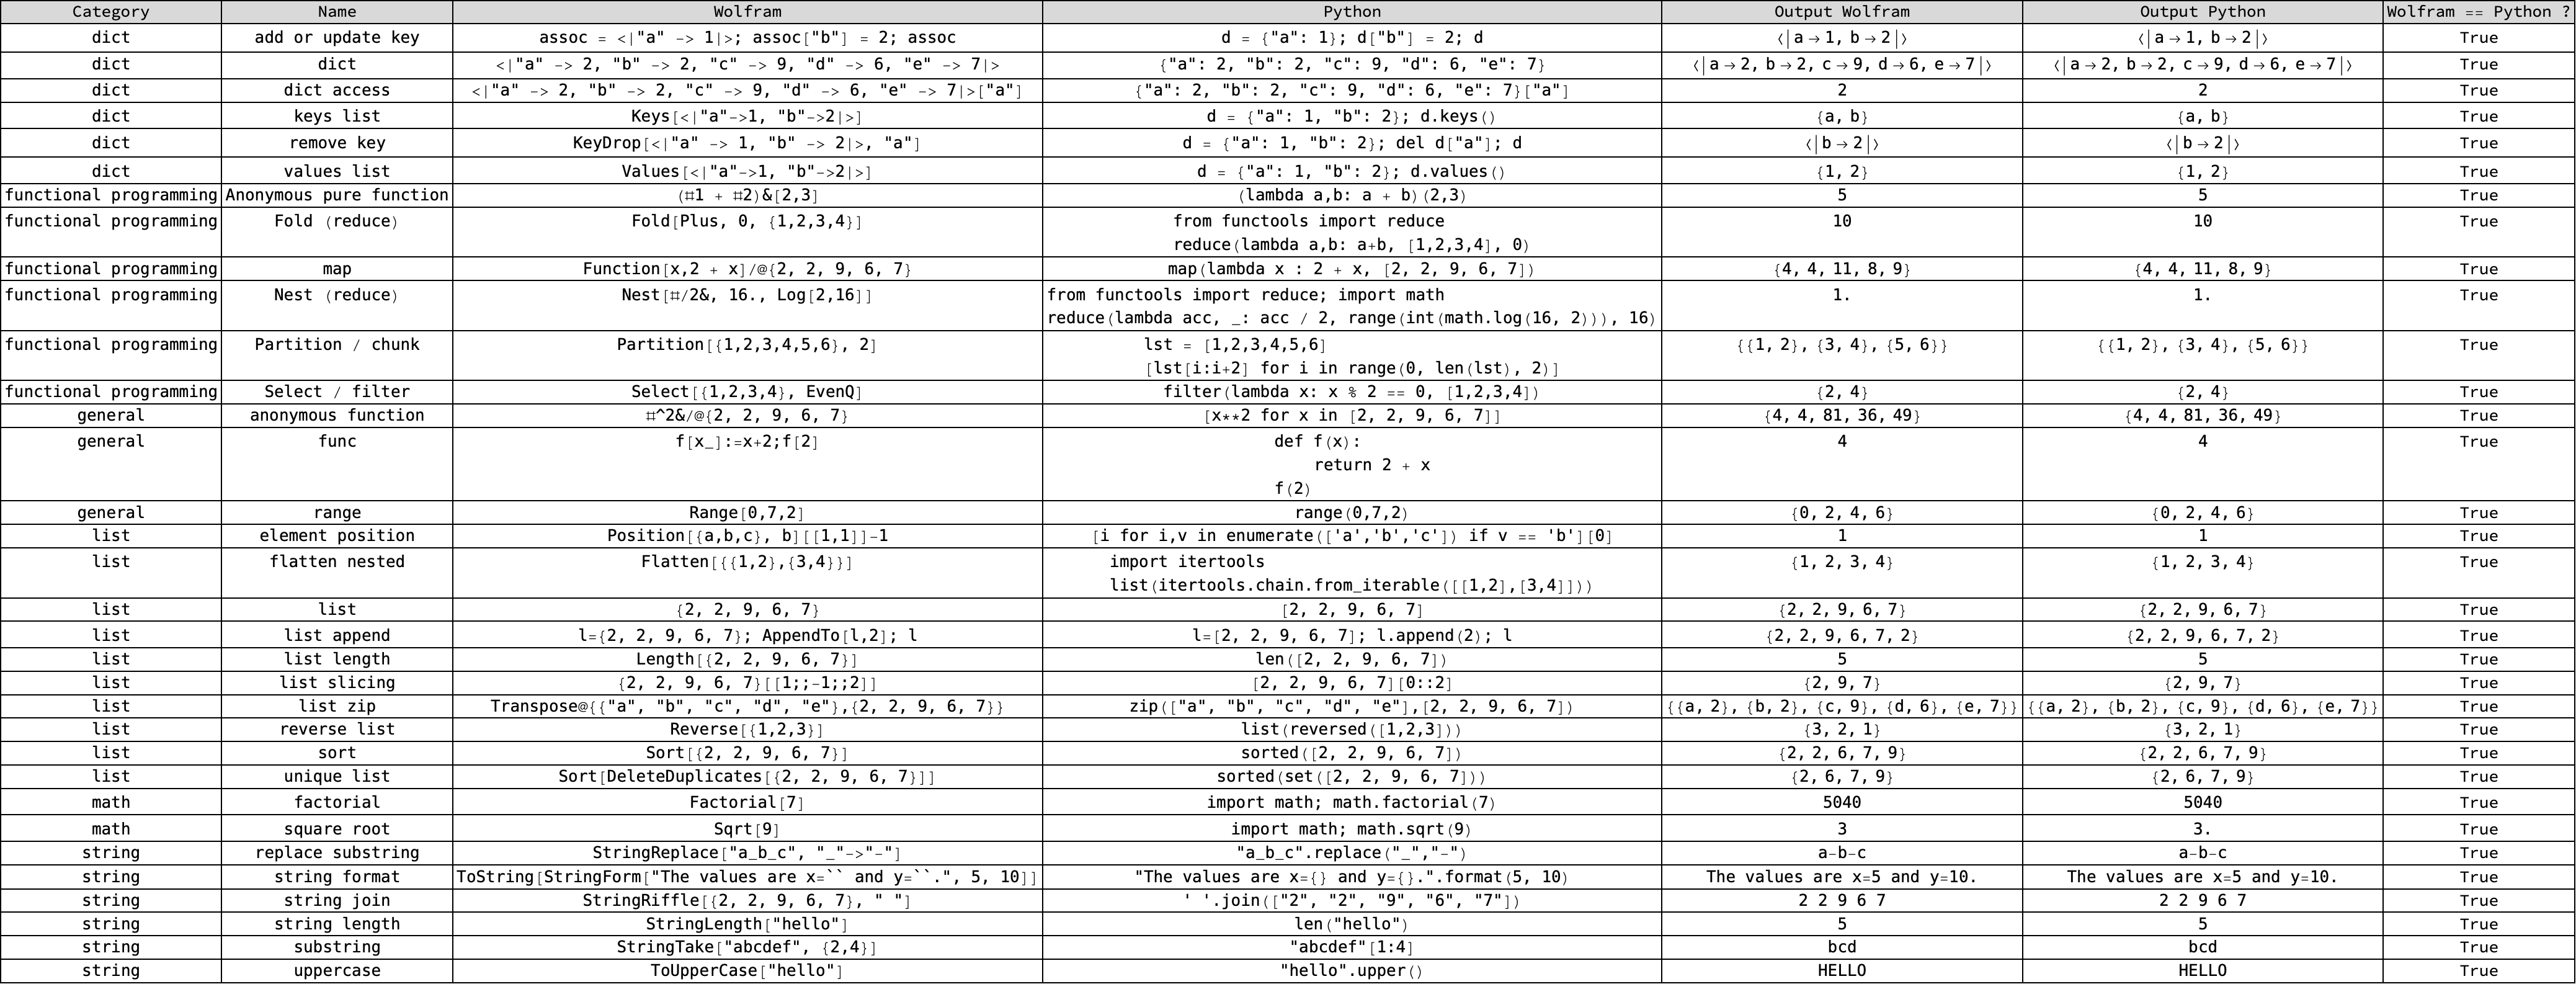 Category Name Wolfram Python Output Wolfram Output Python Wolfram == Python ?
dict add or update key assoc = <|"a" -> 1|>; assoc["b"] = 2; assoc d = {"a": 1}; d["b"] = 2; d ⟨|a→1, b→2|⟩ ⟨|a→1, b→2|⟩ True
dict dict <|"a" -> 2, "b" -> 2, "c" -> 9, "d" -> 6, "e" -> 7|> {"a": 2, "b": 2, "c": 9, "d": 6, "e": 7} ⟨|a→2, b→2, c→9, d→6, e→7|⟩ ⟨|a→2, b→2, c→9, d→6, e→7|⟩ True
dict dict access <|"a" -> 2, "b" -> 2, "c" -> 9, "d" -> 6, "e" -> 7|>["a"] {"a": 2, "b": 2, "c": 9, "d": 6, "e": 7}["a"] 2 2 True
dict keys list Keys[<|"a"->1, "b"->2|>] d = {"a": 1, "b": 2}; d.keys() {a, b} {a, b} True
dict remove key KeyDrop[<|"a" -> 1, "b" -> 2|>, "a"] d = {"a": 1, "b": 2}; del d["a"]; d ⟨|b→2|⟩ ⟨|b→2|⟩ True
dict values list Values[<|"a"->1, "b"->2|>] d = {"a": 1, "b": 2}; d.values() {1, 2} {1, 2} True
functional programming Anonymous pure function (#1 + #2)&[2,3] (lambda a,b: a + b)(2,3) 5 5 True
functional programming Fold (reduce) Fold[Plus, 0, {1,2,3,4}] from functools import reduce 10 10 True
reduce(lambda a,b: a+b, [1,2,3,4], 0)
functional programming map Function[x,2 + x]/@{2, 2, 9, 6, 7} map(lambda x : 2 + x, [2, 2, 9, 6, 7]) {4, 4, 11, 8, 9} {4, 4, 11, 8, 9} True
functional programming Nest (reduce) Nest[#/2&, 16., Log[2,16]] from functools import reduce; import math 1. 1. True
reduce(lambda acc, _: acc / 2, range(int(math.log(16, 2))), 16)
functional programming Partition / chunk Partition[{1,2,3,4,5,6}, 2] lst = [1,2,3,4,5,6] {{1, 2}, {3, 4}, {5, 6}} {{1, 2}, {3, 4}, {5, 6}} True
[lst[i:i+2] for i in range(0, len(lst), 2)]
functional programming Select / filter Select[{1,2,3,4}, EvenQ] filter(lambda x: x % 2 == 0, [1,2,3,4]) {2, 4} {2, 4} True
general anonymous function #^2&/@{2, 2, 9, 6, 7} [x**2 for x in [2, 2, 9, 6, 7]] {4, 4, 81, 36, 49} {4, 4, 81, 36, 49} True
general func f[x_]:=x+2;f[2] def f(x): 4 4 True
return 2 + x
f(2)
general range Range[0,7,2] range(0,7,2) {0, 2, 4, 6} {0, 2, 4, 6} True
list element position Position[{a,b,c}, b][[1,1]]-1 [i for i,v in enumerate(['a','b','c']) if v == 'b'][0] 1 1 True
list flatten nested Flatten[{{1,2},{3,4}}] import itertools {1, 2, 3, 4} {1, 2, 3, 4} True
list(itertools.chain.from_iterable([[1,2],[3,4]]))
list list {2, 2, 9, 6, 7} [2, 2, 9, 6, 7] {2, 2, 9, 6, 7} {2, 2, 9, 6, 7} True
list list append l={2, 2, 9, 6, 7}; AppendTo[l,2]; l l=[2, 2, 9, 6, 7]; l.append(2); l {2, 2, 9, 6, 7, 2} {2, 2, 9, 6, 7, 2} True
list list length Length[{2, 2, 9, 6, 7}] len([2, 2, 9, 6, 7]) 5 5 True
list list slicing {2, 2, 9, 6, 7}[[1;;-1;;2]] [2, 2, 9, 6, 7][0::2] {2, 9, 7} {2, 9, 7} True
list list zip Transpose@{{"a", "b", "c", "d", "e"},{2, 2, 9, 6, 7}} zip(["a", "b", "c", "d", "e"],[2, 2, 9, 6, 7]) {{a, 2}, {b, 2}, {c, 9}, {d, 6}, {e, 7}} {{a, 2}, {b, 2}, {c, 9}, {d, 6}, {e, 7}} True
list reverse list Reverse[{1,2,3}] list(reversed([1,2,3])) {3, 2, 1} {3, 2, 1} True
list sort Sort[{2, 2, 9, 6, 7}] sorted([2, 2, 9, 6, 7]) {2, 2, 6, 7, 9} {2, 2, 6, 7, 9} True
list unique list Sort[DeleteDuplicates[{2, 2, 9, 6, 7}]] sorted(set([2, 2, 9, 6, 7])) {2, 6, 7, 9} {2, 6, 7, 9} True
math factorial Factorial[7] import math; math.factorial(7) 5040 5040 True
math square root Sqrt[9] import math; math.sqrt(9) 3 3. True
string replace substring StringReplace["a_b_c", "_"->"-"] "a_b_c".replace("_","-") a-b-c a-b-c True
string string format ToString[StringForm["The values are x=`` and y=``.", 5, 10]] "The values are x={} and y={}.".format(5, 10) The values are x=5 and y=10. The values are x=5 and y=10. True
string string join StringRiffle[{2, 2, 9, 6, 7}, " "] ' '.join(["2", "2", "9", "6", "7"]) 2 2 9 6 7 2 2 9 6 7 True
string string length StringLength["hello"] len("hello") 5 5 True
string substring StringTake["abcdef", {2,4}] "abcdef"[1:4] bcd bcd True
string uppercase ToUpperCase["hello"] "hello".upper() HELLO HELLO True